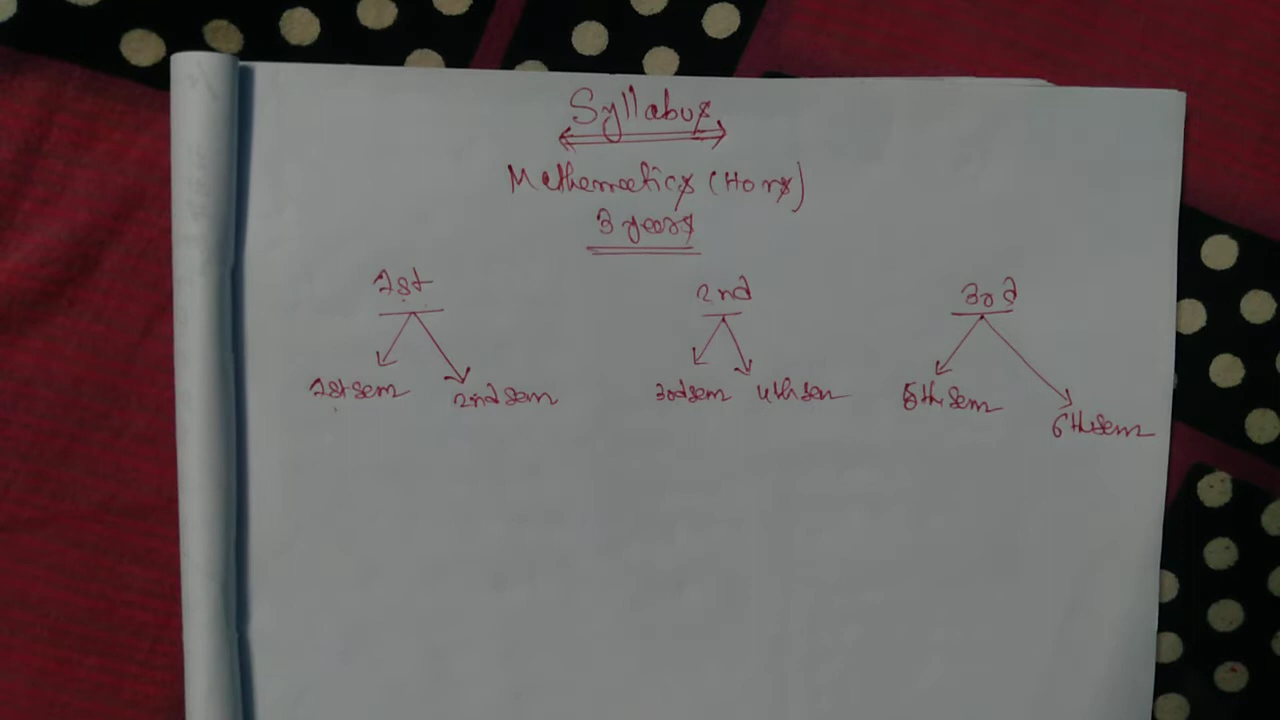 Syllabus
Mathematics (Hons)
3 years
1st 2nd 3rd
1st sem 2nd sem 3rd sem 4th sem 5th sem 6th sem